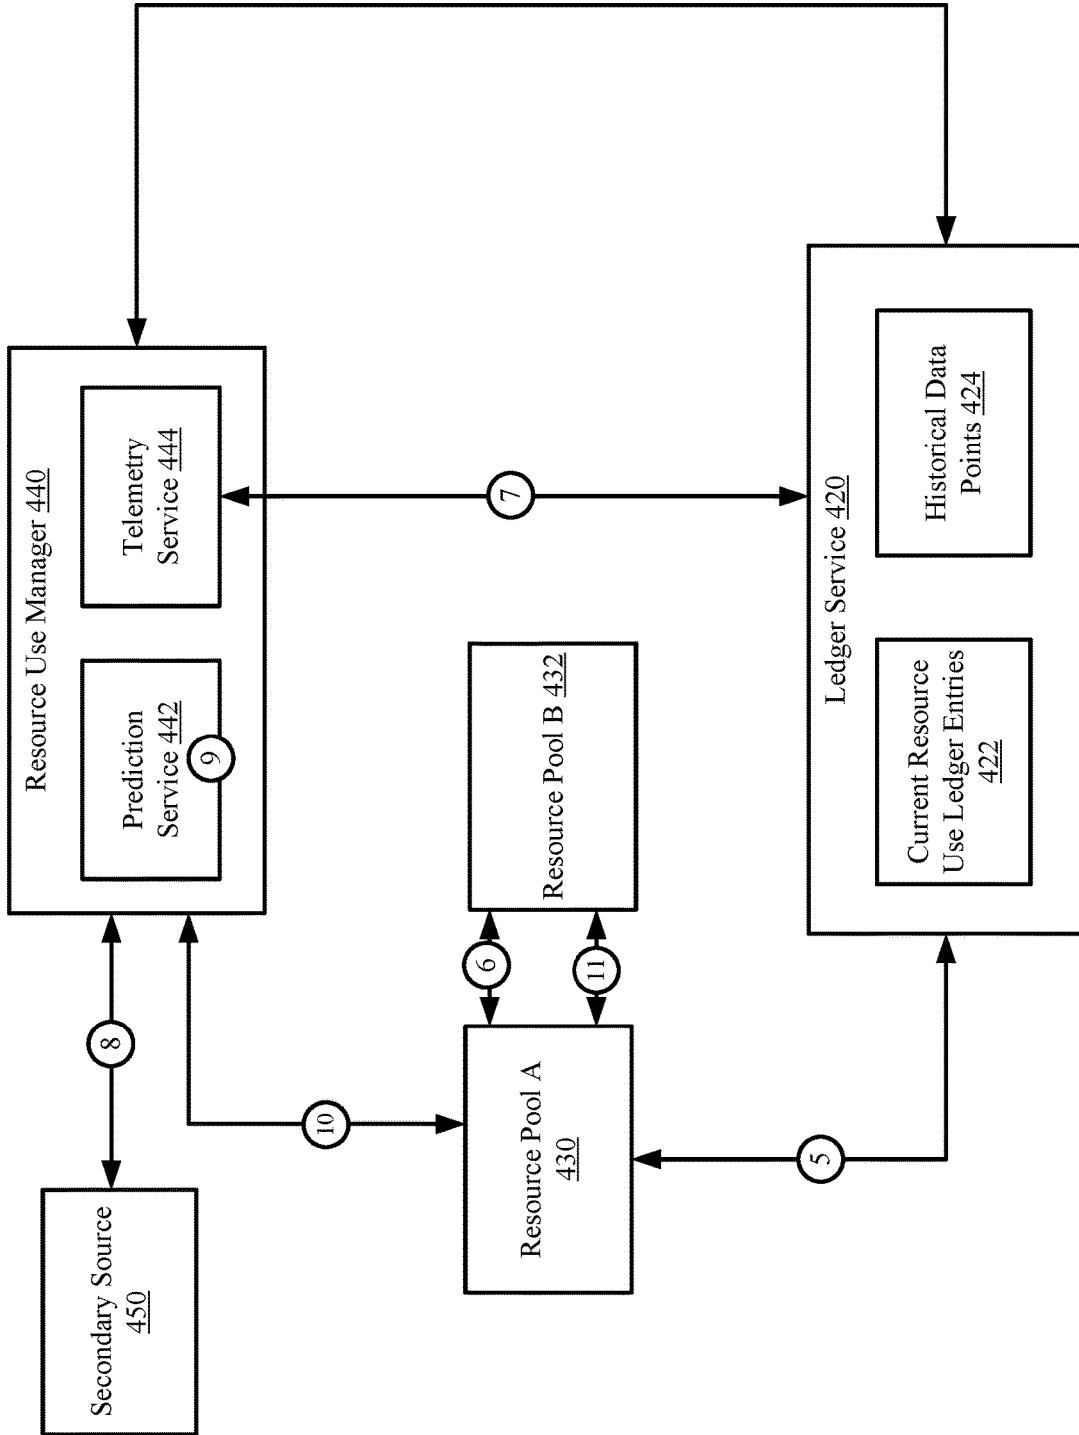 Secondary Source
450
8
10
Resource Use Manager 440
Prediction
Service 442
9
Telemetry
Service 444
Resource Pool A
430
6
11
Resource Pool B 432
7
5
Ledger Service 420
Current Resource
Use Ledger Entries
422
Historical Data
Points 424